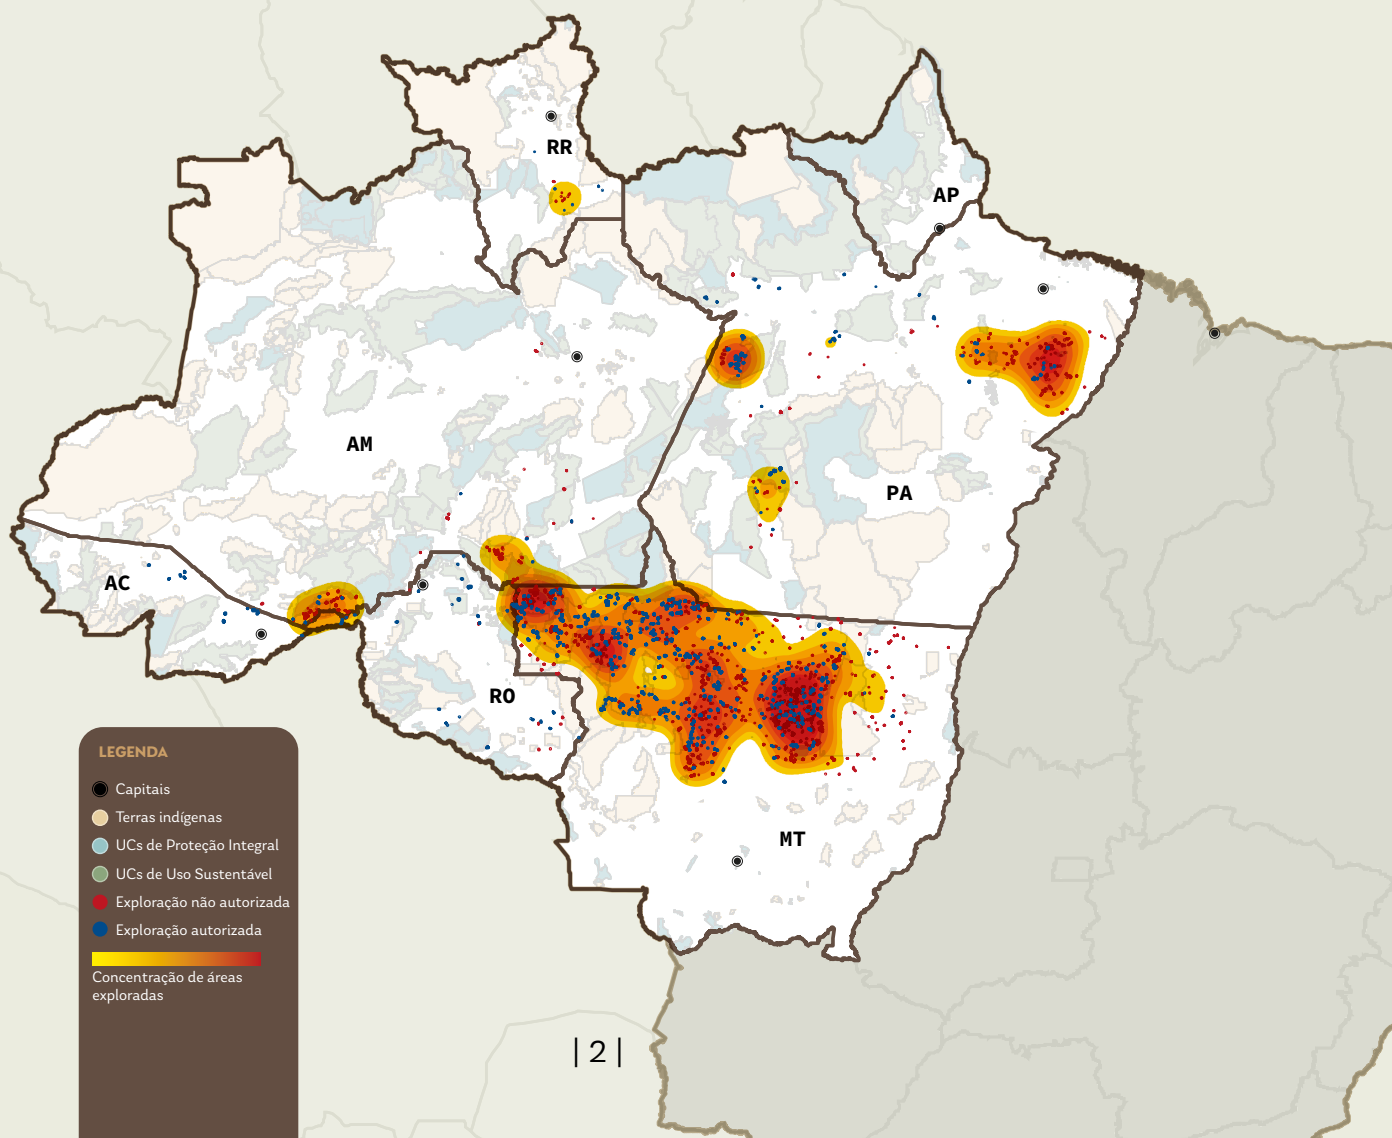 RR
AP
AM
PA
AC
RO
MT
LEGENDA
Capitais
Terras indígenas
UCs de Proteção Integral
UCs de Uso Sustentável
Exploração não autorizada
Exploração autorizada
Concentração de áreas
exploradas
| 2 |